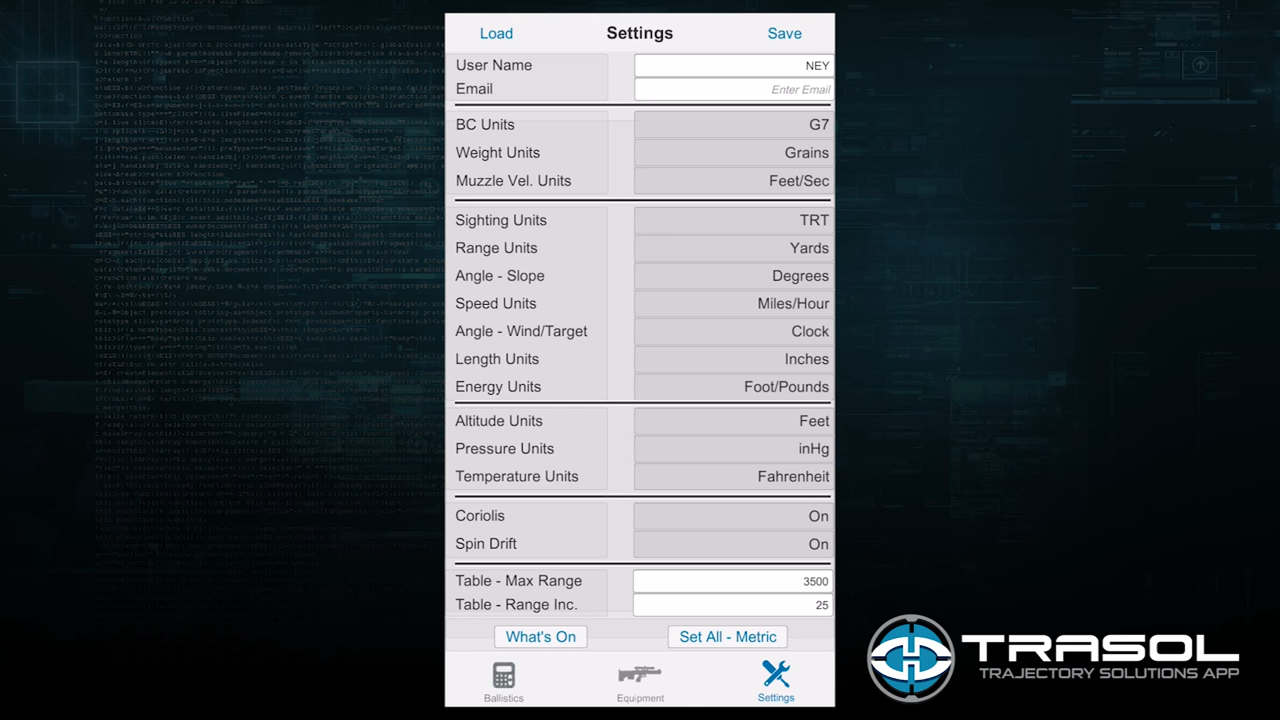 Load Settings Save
User Name NEY
Email Enter Email
BC Units G7
Weight Units Grains
Muzzle Vel. Units Feet/Sec
Sighting Units TRT
Range Units Yards
Angle - Slope Degrees
Speed Units Miles/Hour
Angle - Wind/Target Clock
Length Units Inches
Energy Units Foot/Pounds
Altitude Units Feet
Pressure Units inHg
Temperature Units Fahrenheit
Coriolis On
Spin Drift On
Table - Max Range 3500
Table - Range Inc. 25
What's On Set All - Metric
Ballistics Equipment Settings
TRASOL
TRAJECTORY SOLUTIONS APP